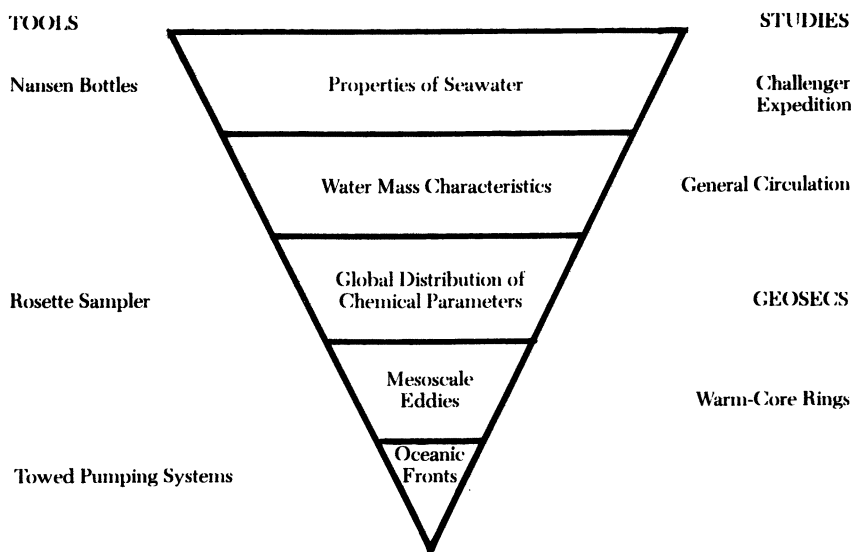 TOOLS
STUDIES
Nansen Bottles
Properties of Seawater
Challenger
Expedition
Water Mass Characteristics
General Circulation
Rosette Sampler
Global Distribution of
Chemical Parameters
GEOSECS
Mesoscale
Eddies
Warm-Core Rings
Towed Pumping Systems
Oceanic
Fronts